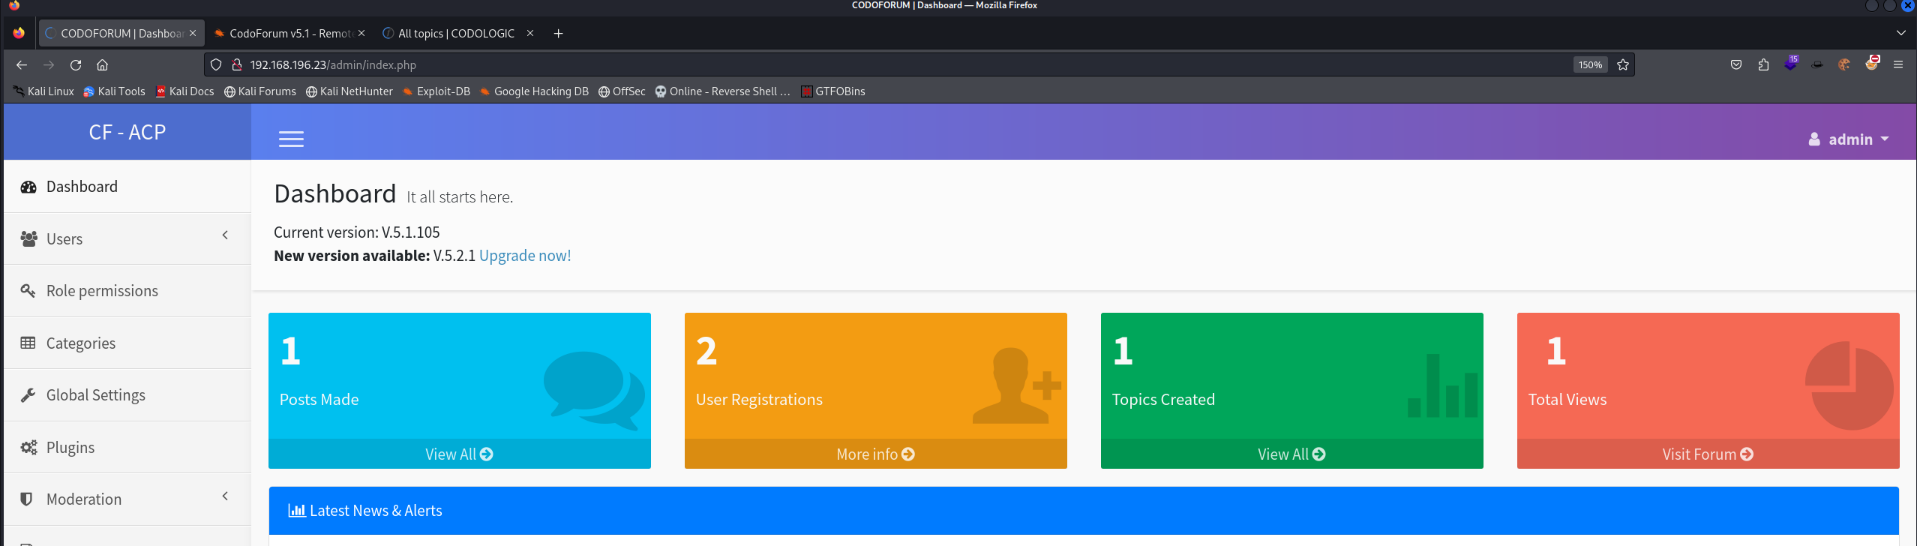 CODOFORUM | Dashboard — Mozilla Firefox
CODOFORUM | Dashboar
CodoForum v5.1 - Remot
All topics | CODOLOGIC
192.168.196.23/admin/index.php
150%
15
Kali Linux
Kali Tools
Kali Docs
Kali Forums
Kali NetHunter
Exploit-DB
Google Hacking DB
OffSec
Online - Reverse Shell ...
GTFOBins
CF - ACP
admin
Dashboard
Users
Role permissions
Categories
Global Settings
Plugins
Moderation
Dashboard It all starts here.
Current version: V.5.1.105
New version available: V.5.2.1 Upgrade now!
1
Posts Made
View All
2
User Registrations
More info
1
Topics Created
View All
1
Total Views
Visit Forum
Latest News & Alerts